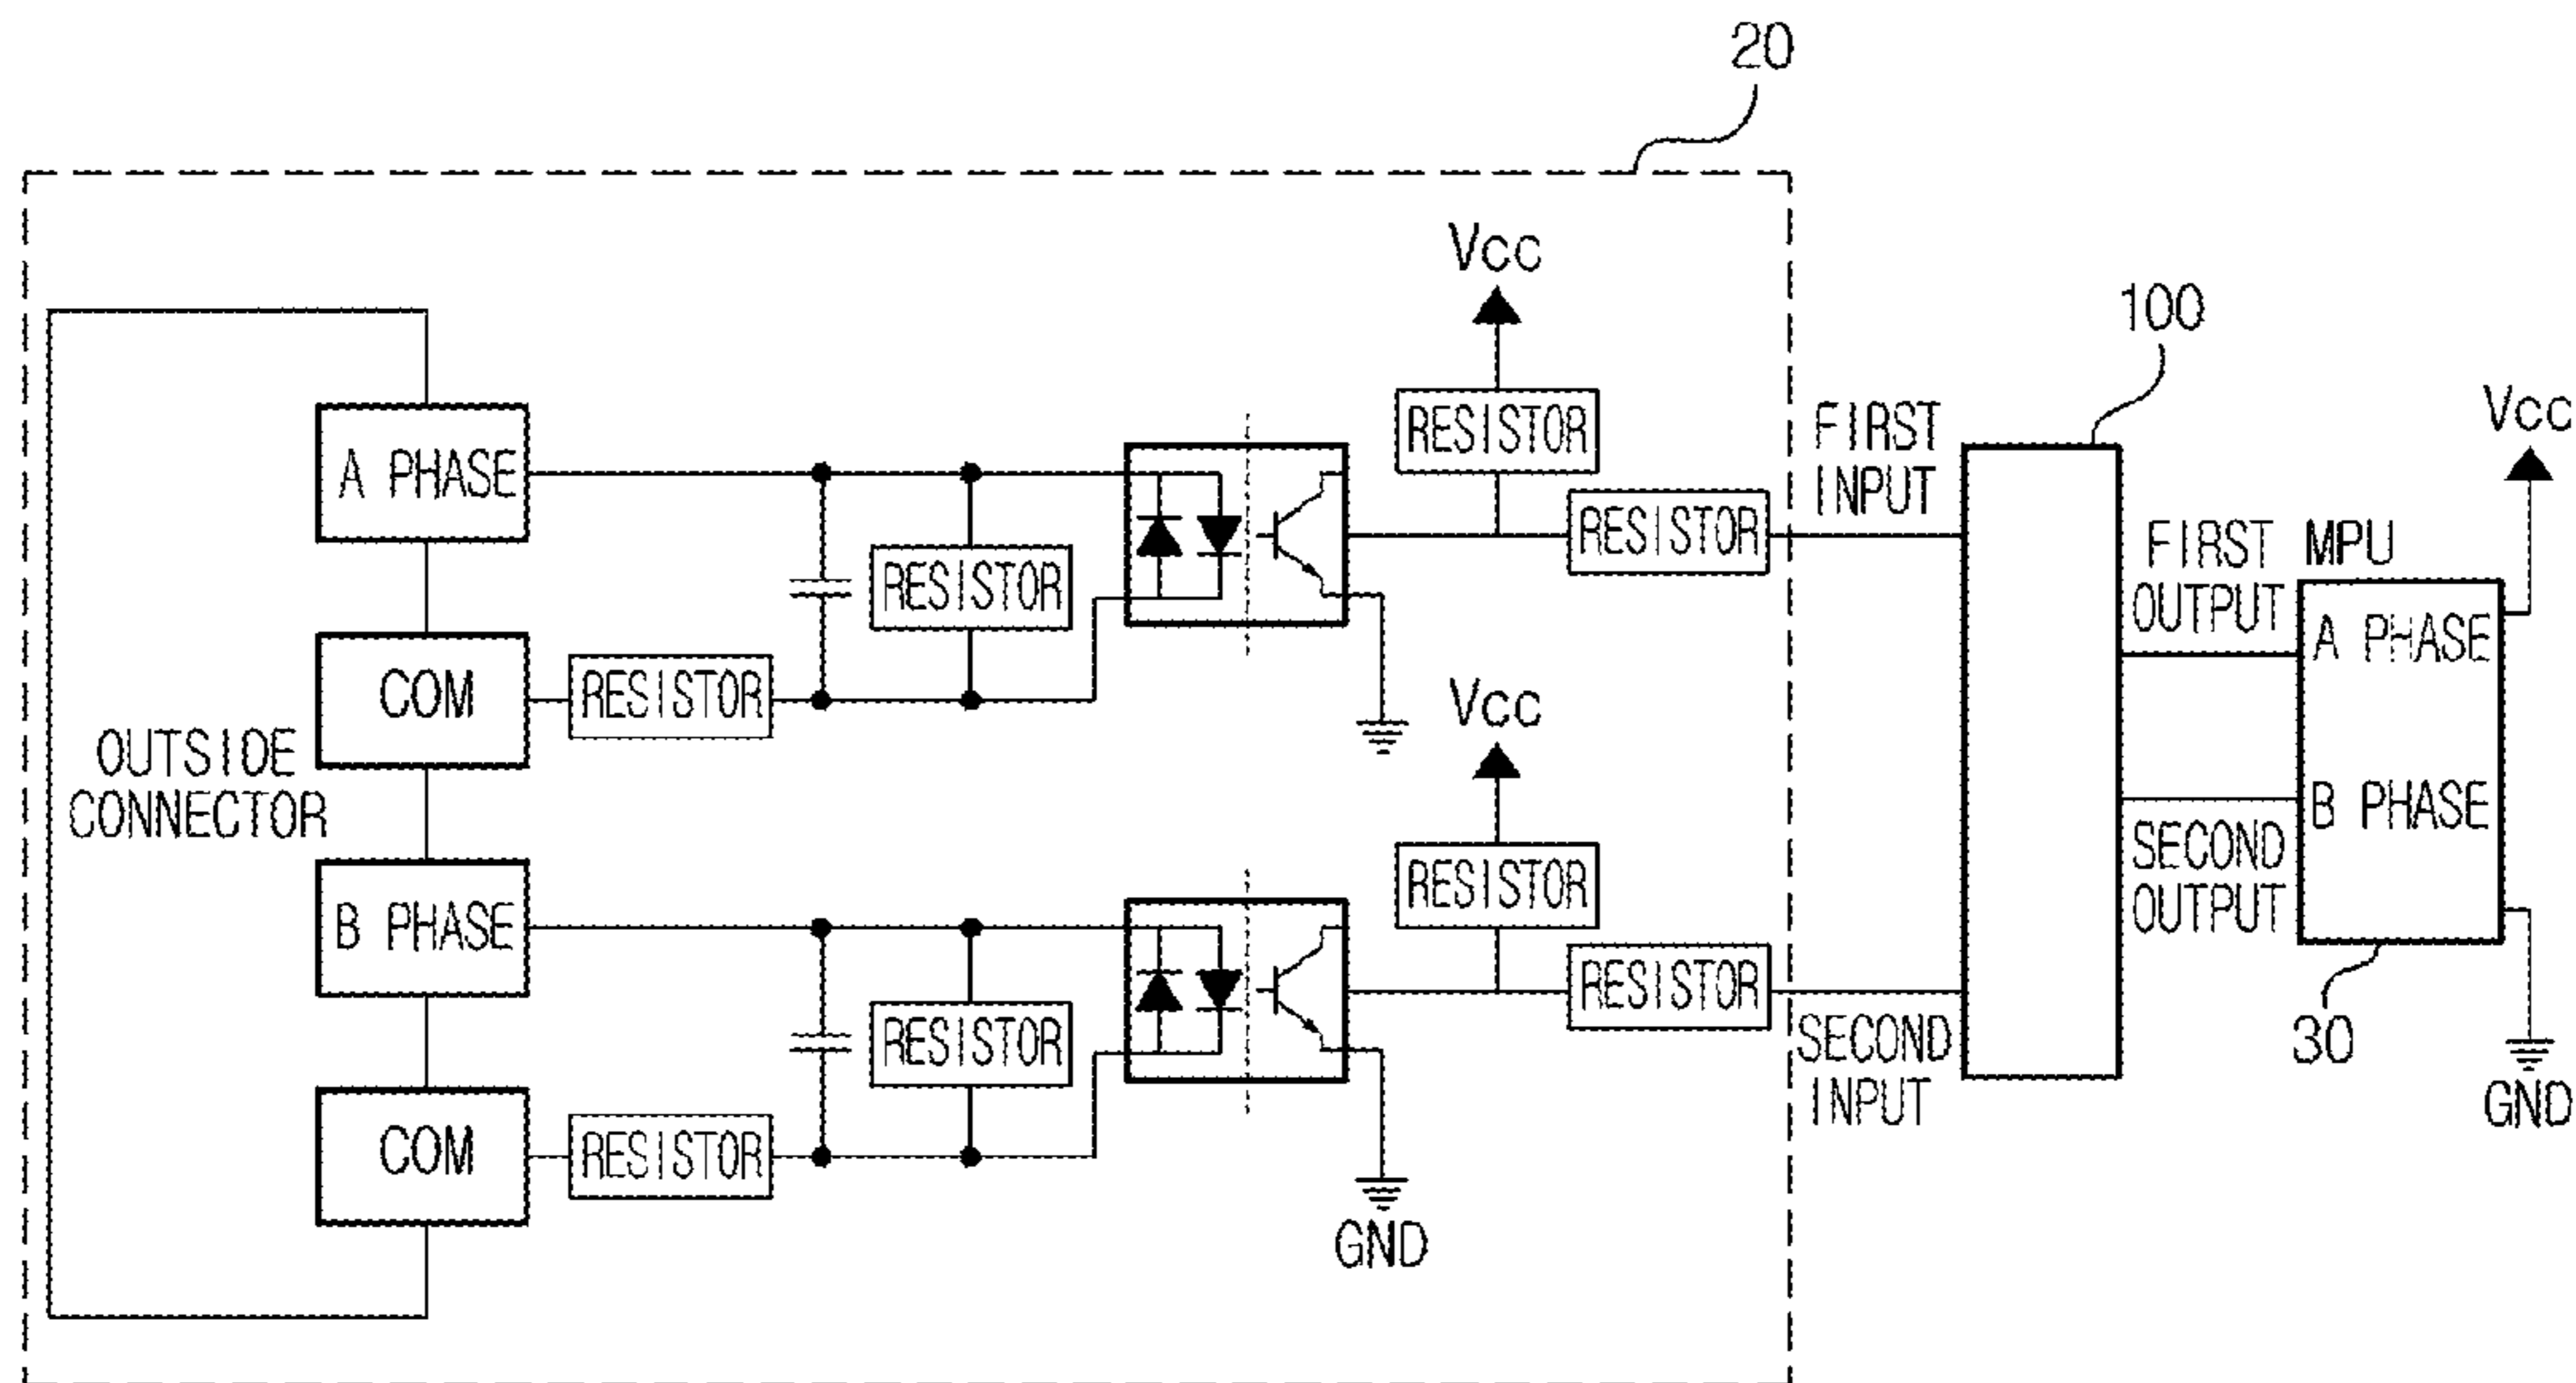 20
Vcc
100
Vcc
RESISTOR
FIRST
INPUT
A PHASE
RESISTOR
RESISTOR
FIRST
OUTPUT
MPU
A PHASE
COM
RESISTOR
Vcc
OUTSIDE
CONNECTOR
B PHASE
SECOND
OUTPUT
RESISTOR
B PHASE
RESISTOR
RESISTOR
SECOND
INPUT
30
GND
COM
RESISTOR
GND